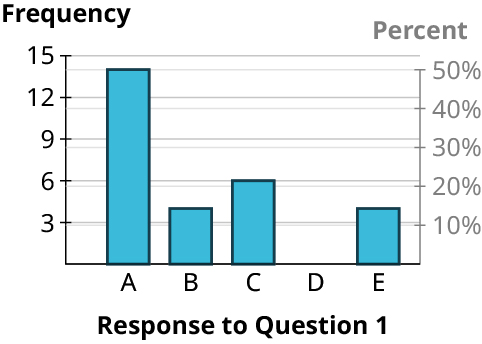 Frequency
Percent
15
12
9
6
3
50%
40%
30%
20%
10%
A B C D E
Response to Question 1